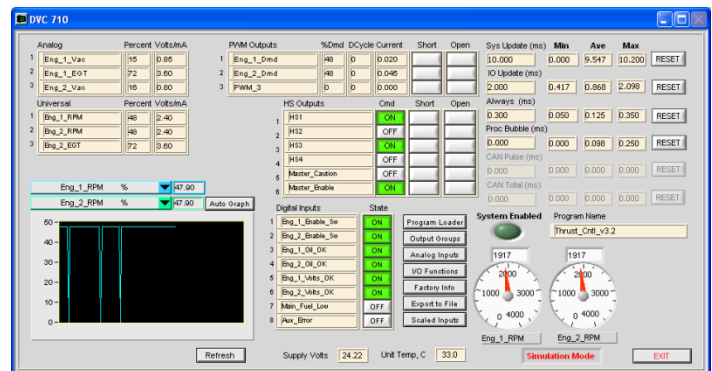 DVC 710
Analog Percent Volts/mA
1 Eng_1_Vac 15 0.85
2 Eng_1_EGT 72 3.60
3 Eng_2_Vac 16 0.80
Universal Percent Volts/mA
1 Eng_1_RPM 48 2.40
2 Eng_2_RPM 48 2.40
3 Eng_2_EGT 72 3.60
PWM Outputs %Dmd DCycle Current Short Open
1 Eng_1_Dmd 48 0 0.020
2 Eng_2_Dmd 48 0 0.046
3 PWM_3 0 0 0.000
HS Outputs Cmd Short Open
1 HS1 ON
2 HS2 OFF
3 HS3 ON
4 HS4 OFF
5 Master_Caution OFF
6 Master_Enable ON
Sys Update (ms) Min Ave Max
10.000 0.000 9.547 10.200 RESET
IO Update (ms)
2.000 0.417 0.868 2.098 RESET
Always (ms)
0.300 0.050 0.125 0.350 RESET
Proc Bubble (ms)
0.000 0.000 0.098 0.250 RESET
CAN Pulse (ms)
0.000 0.000 0.000 0.000 RESET
CAN Total (ms)
0.000 0.000 0.000 0.000 RESET
Eng_1_RPM % 47.90
Eng_2_RPM % 47.90 Auto Graph
50
40
30
20
10
0
Refresh
Digital Inputs State
1 Eng_1_Enable_Sw ON
2 Eng_2_Enable_Sw ON
3 Eng_1_Oil_OK ON
4 Eng_2_Oil_OK ON
5 Eng_1_Volts_OK ON
6 Eng_2_Volts_OK ON
7 Main_Fuel_Low OFF
8 Aux_Error OFF
Program Loader
Output Groups
Analog Inputs
I/O Functions
Factory Info
Export to File
Scaled Inputs
System Enabled
Program Name
Thrust_Cntl_v3.2
1917
2000
1000 3000
0 4000
Eng_1_RPM
1917
2000
1000 3000
0 4000
Eng_2_RPM
Supply Volts 24.22 Unit Temp, C 33.0
Simulation Mode
EXIT